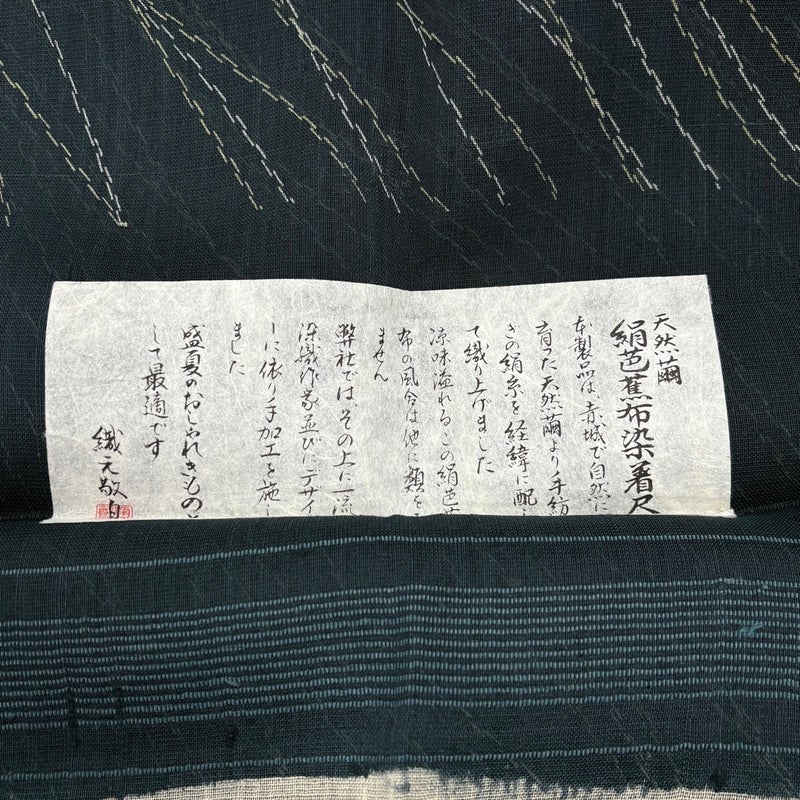 天然繭
絹芭蕉布染着尺
本製品は、赤城で自然に
育った天然繭より手紡
ぎの絹糸を経緯に配
て織り上げました
涼味溢れるこの絹芭
布の風合は他に類を
ません
弊社では、その上に一流
染織作家並びにデザイ
ーに依り手加工を施し
ました
盛夏のおしゃれきもの
して最適です
織元敬白